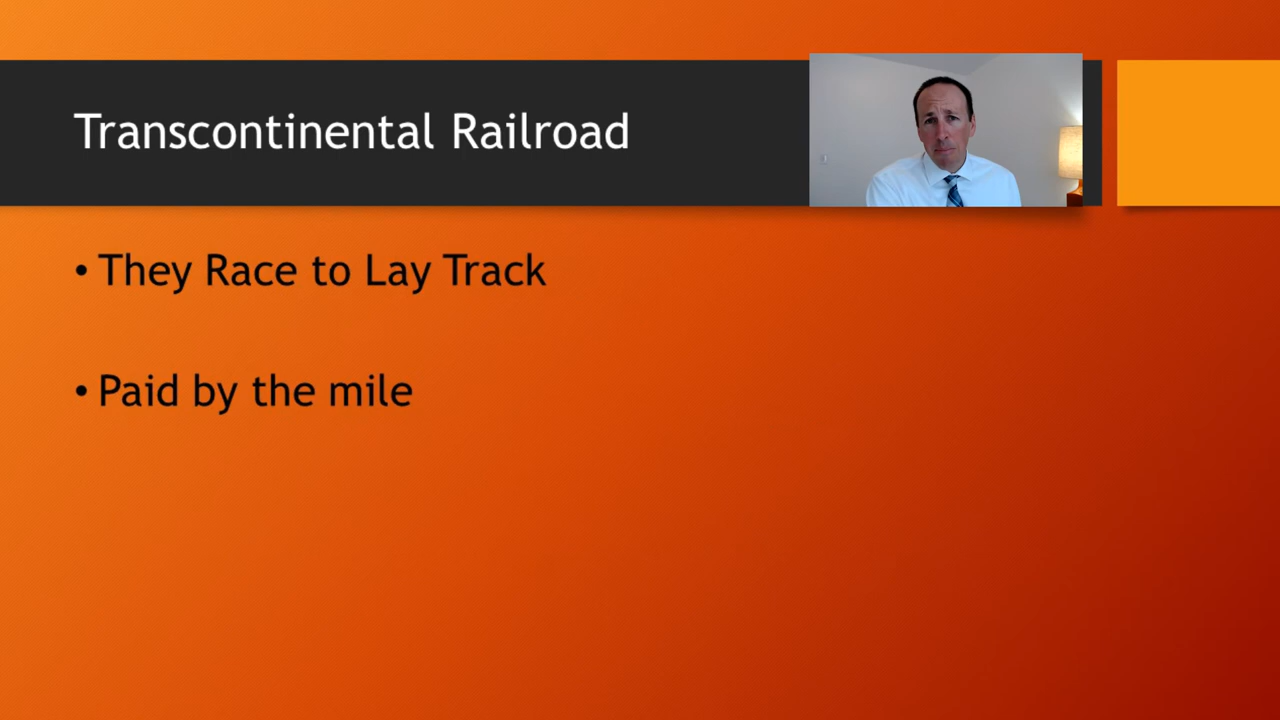 Transcontinental Railroad
• They Race to Lay Track
• Paid by the mile